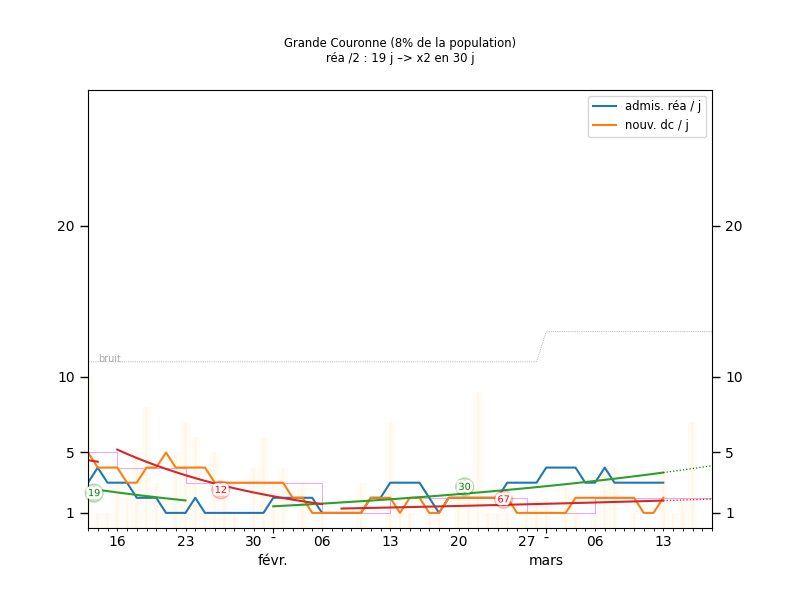 Grande Couronne (8% de la population)
réa /2 : 19 j –> x2 en 30 j
admis. réa / j
nouv. dc / j
20 20
bruit
10 10
5 5
19 12 30 67
1 1
16 23 30 - 06 13 20 27 - 06 13
févr. mars